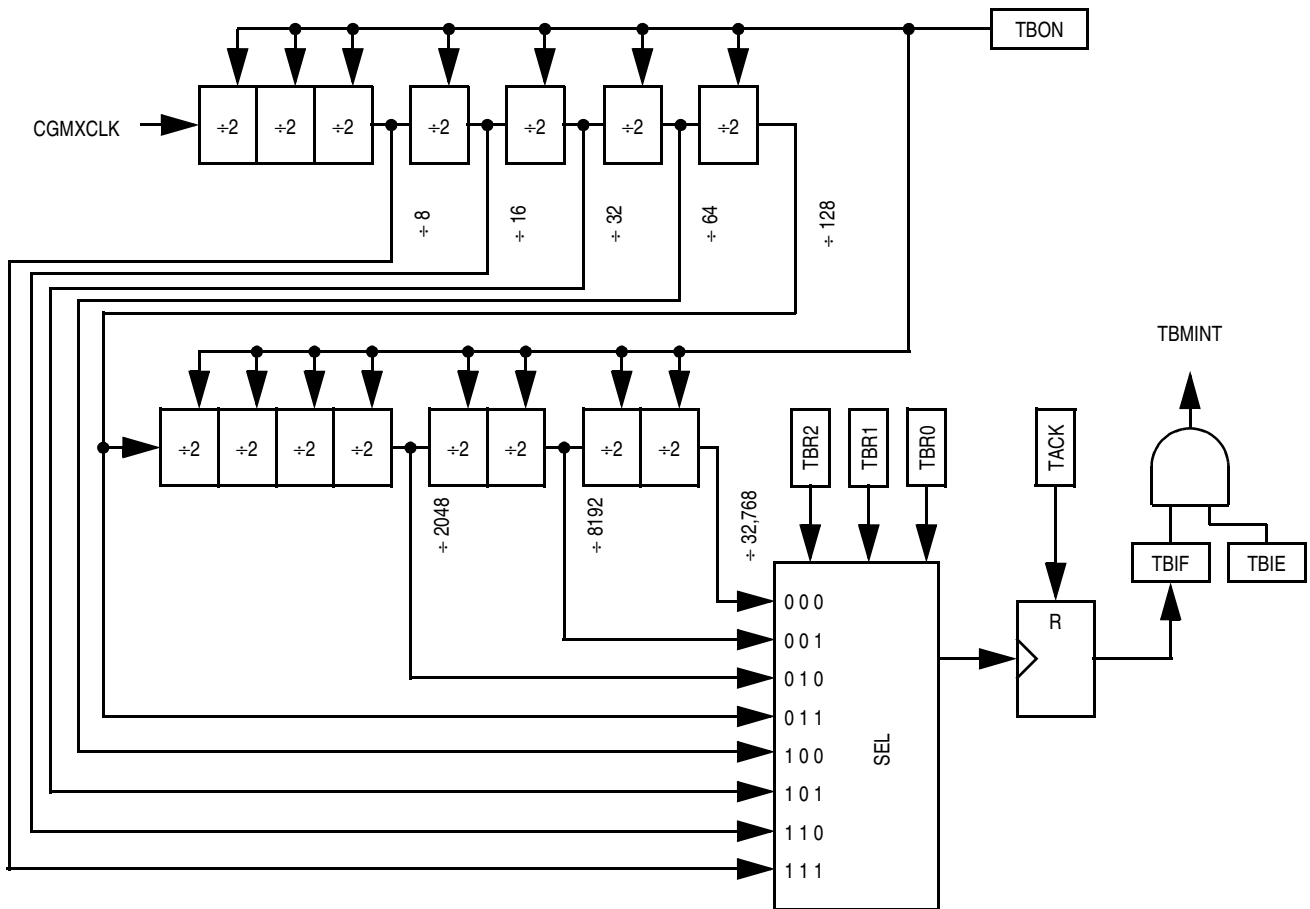 TBON
CGMXCLK
÷2 ÷2 ÷2 ÷2 ÷2 ÷2 ÷2
÷ 8
÷ 16
÷ 32
÷ 64
÷ 128
TBMINT
÷2 ÷2 ÷2 ÷2 ÷2 ÷2 ÷2 ÷2
TBR2
TBR1
TBR0
TACK
÷ 2048
÷ 8192
÷ 32,768
TBIF
TBIE
0 0 0
0 0 1
0 1 0
0 1 1
1 0 0
1 0 1
1 1 0
1 1 1
SEL
R